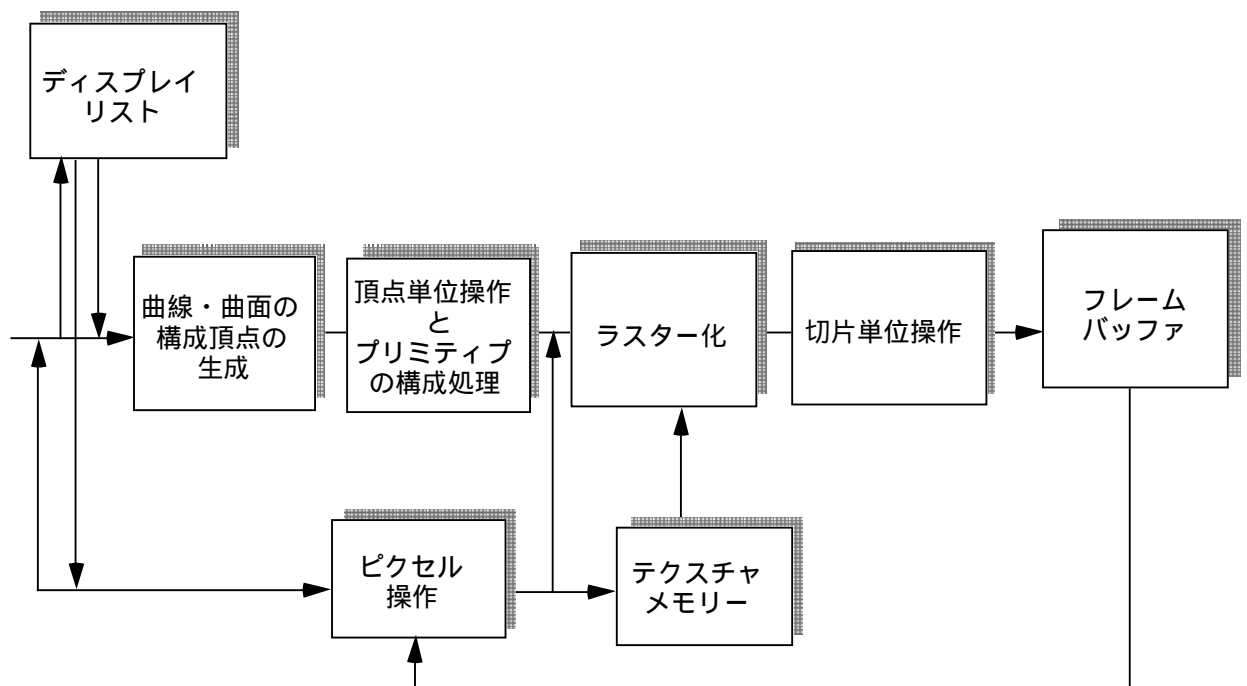 ディスプレイ
リスト
曲線・曲面の
構成頂点の
生成
頂点単位操作
と
プリミティブ
の構成処理
ラスター化
切片単位操作
フレーム
バッファ
ピクセル
操作
テクスチャ
メモリー